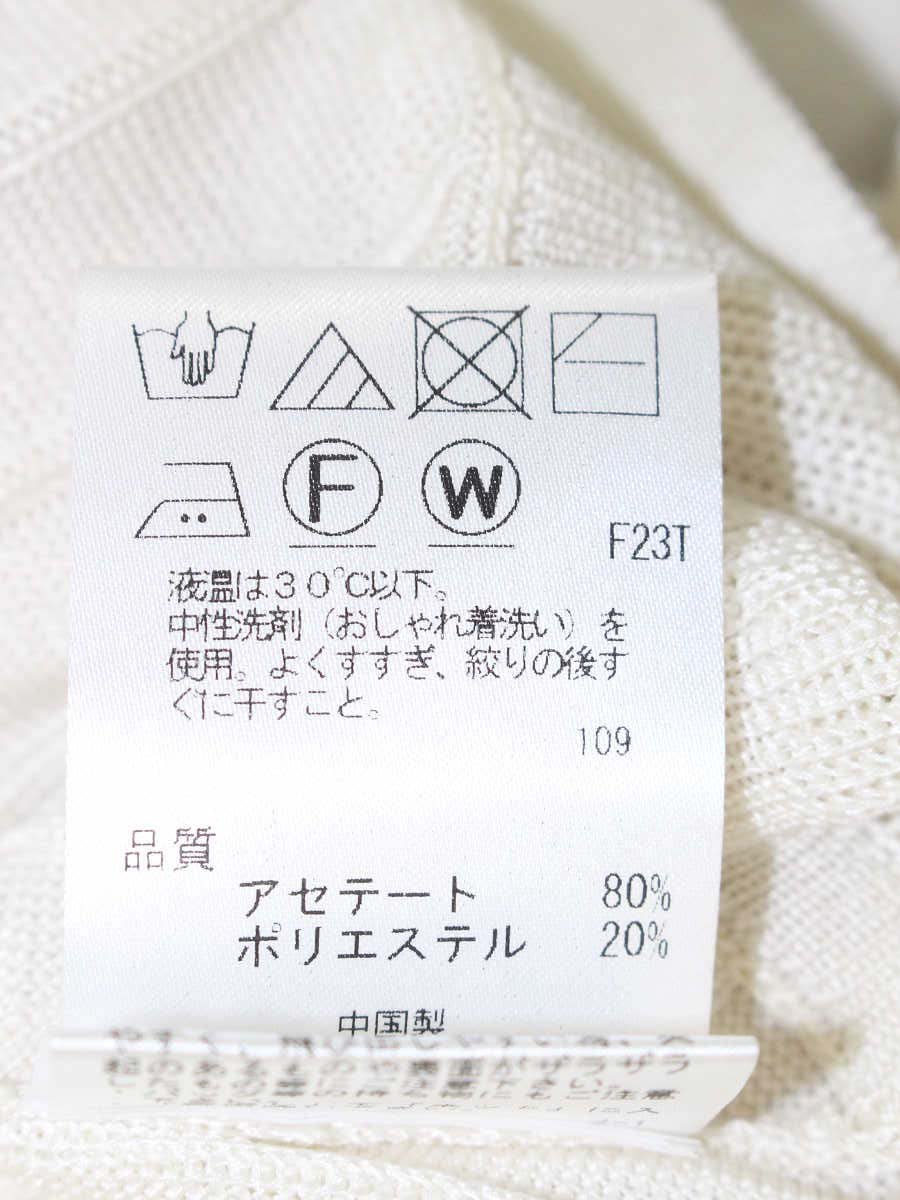 F
W
F23T
液温は30℃以下。
中性洗剤（おしゃれ着洗い）を
使用。よくすすぎ、絞りの後す
ぐに干すこと。
109
品質
アセテート 80%
ポリエステル 20%
中国製